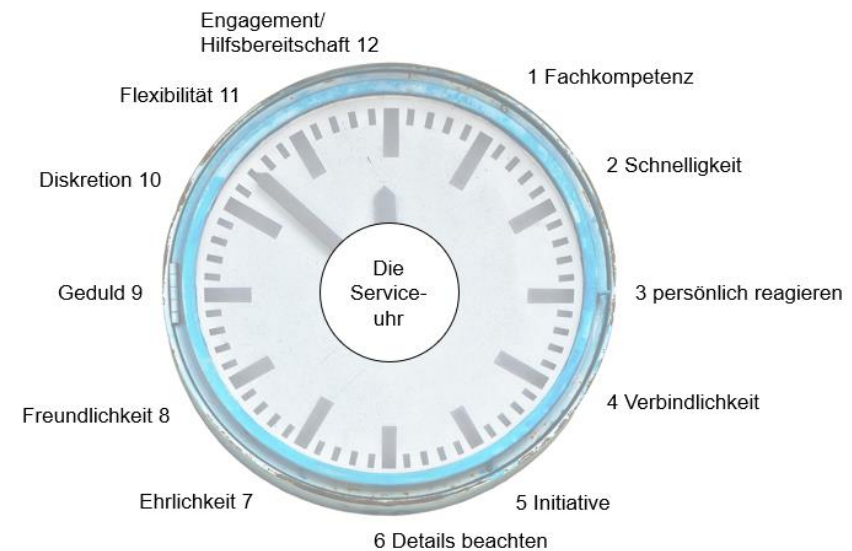 Engagement/
Hilfsbereitschaft 12
1 Fachkompetenz
2 Schnelligkeit
3 persönlich reagieren
4 Verbindlichkeit
5 Initiative
6 Details beachten
Ehrlichkeit 7
Freundlichkeit 8
Geduld 9
Diskretion 10
Flexibilität 11
Die
Service-
uhr